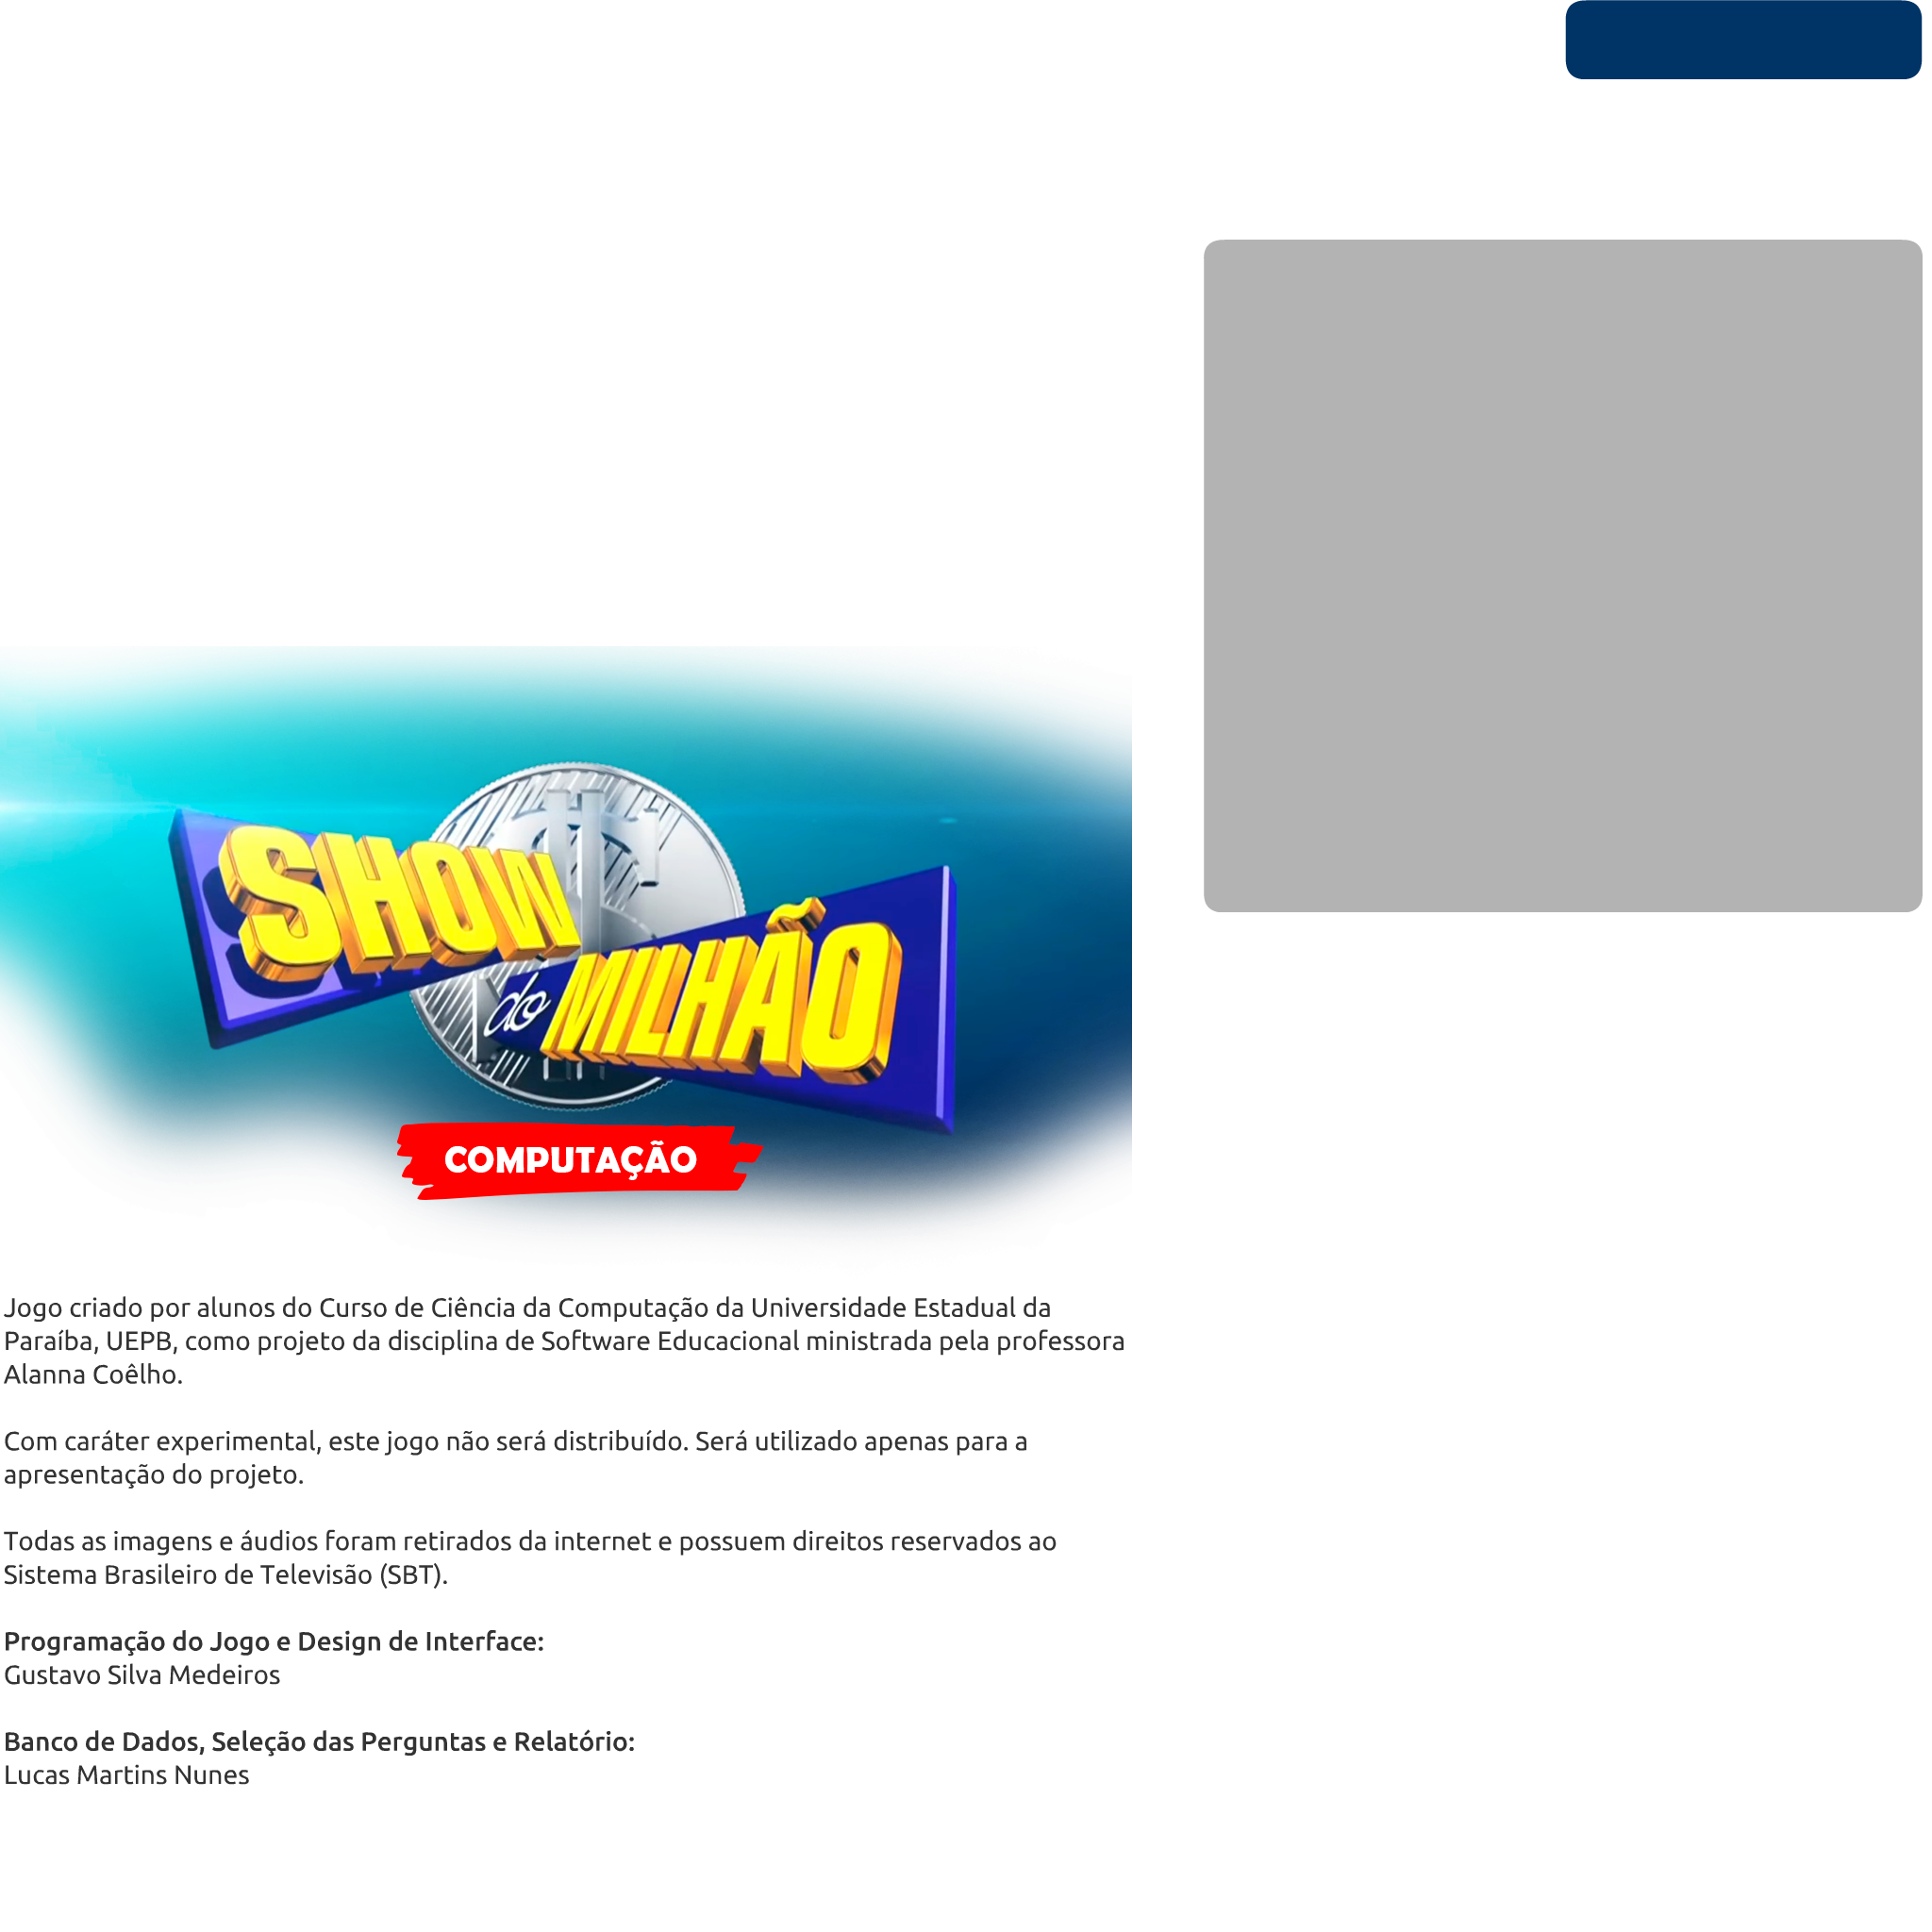 SHOW
do MILHÃO
COMPUTAÇÃO
Jogo criado por alunos do Curso de Ciência da Computação da Universidade Estadual da
Paraíba, UEPB, como projeto da disciplina de Software Educacional ministrada pela professora
Alanna Coêlho.
Com caráter experimental, este jogo não será distribuído. Será utilizado apenas para a
apresentação do projeto.
Todas as imagens e áudios foram retirados da internet e possuem direitos reservados ao
Sistema Brasileiro de Televisão (SBT).
Programação do Jogo e Design de Interface:
Gustavo Silva Medeiros
Banco de Dados, Seleção das Perguntas e Relatório:
Lucas Martins Nunes